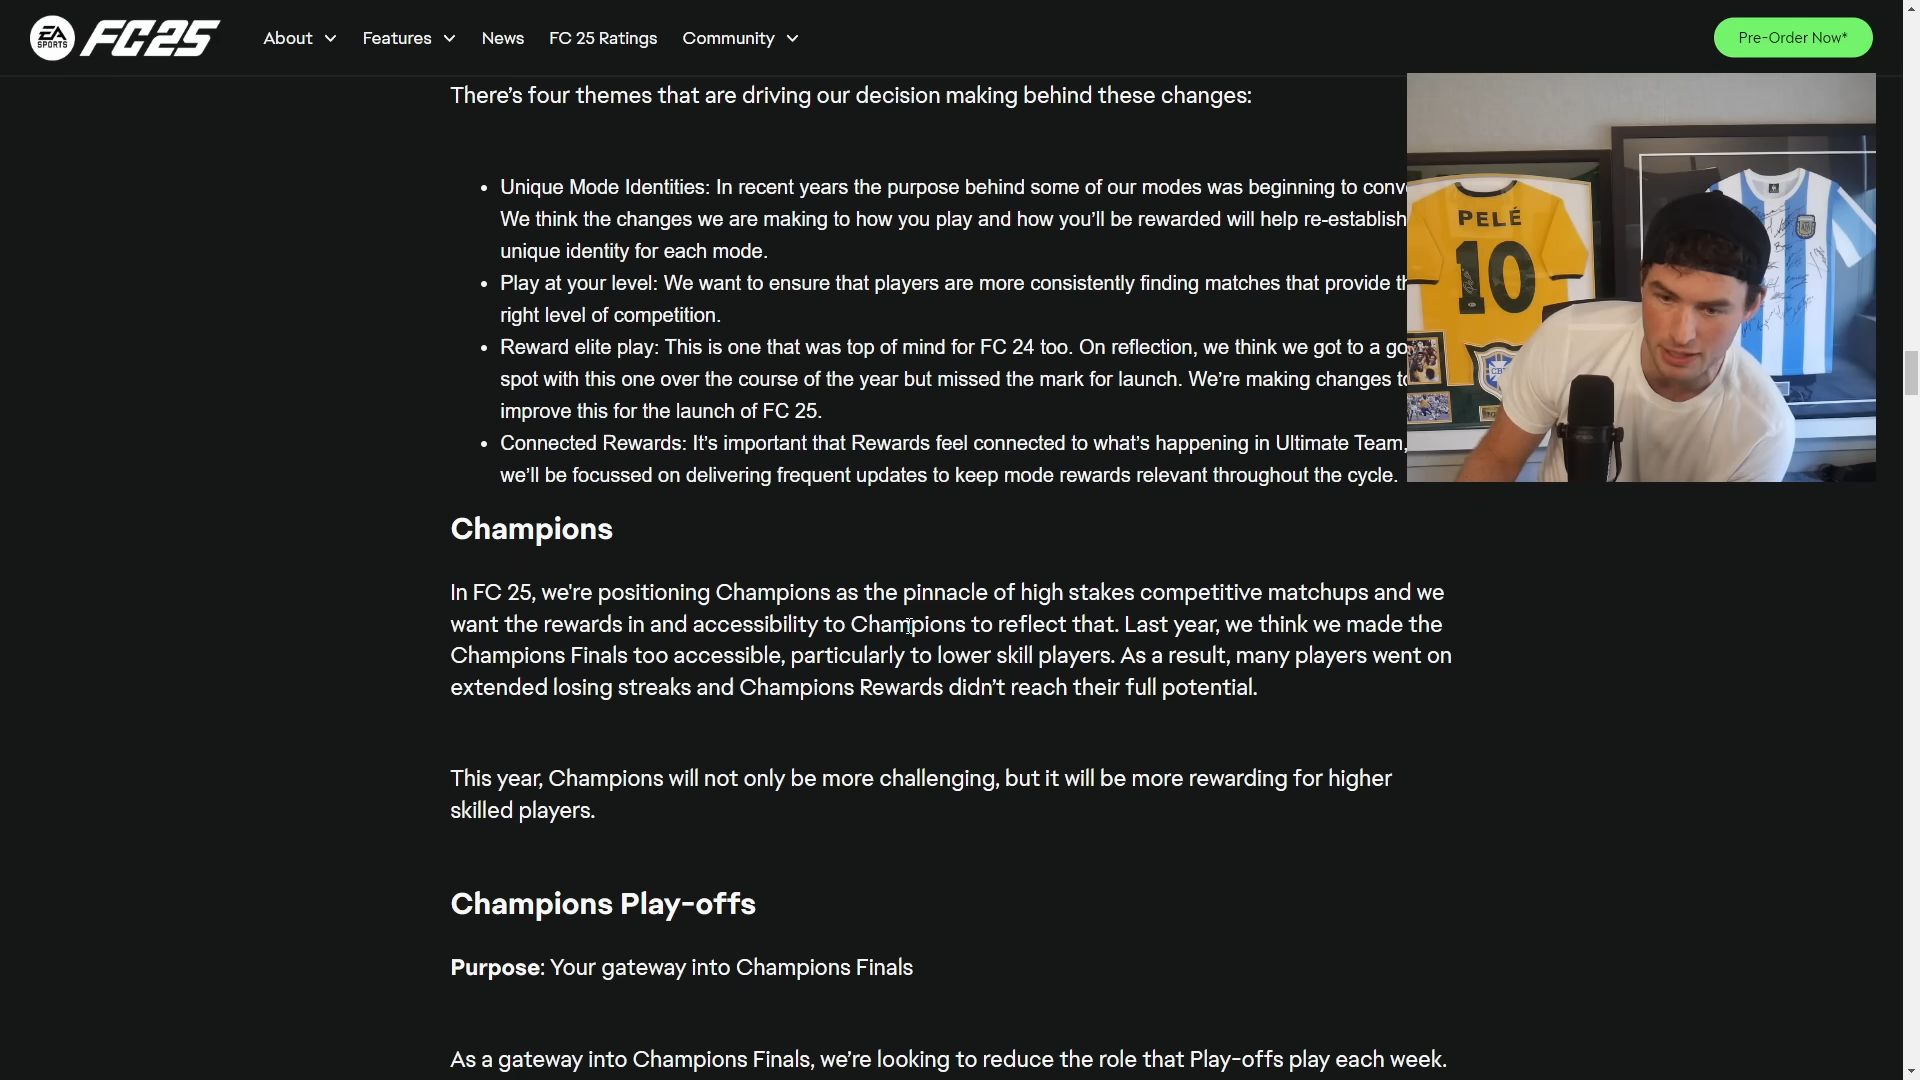 EA SPORTS FC 25 About Features News FC 25 Ratings Community Pre-Order Now*
There's four themes that are driving our decision making behind these changes:
• Unique Mode Identities: In recent years the purpose behind some of our modes was beginning to
We think the changes we are making to how you play and how you'll be rewarded will help re-establish
unique identity for each mode.
• Play at your level: We want to ensure that players are more consistently finding matches that provide
right level of competition.
• Reward elite play: This is one that was top of mind for FC 24 too. On reflection, we think we got to a
spot with this one over the course of the year but missed the mark for launch. We're making changes
improve this for the launch of FC 25.
• Connected Rewards: It's important that Rewards feel connected to what's happening in Ultimate Team,
we'll be focussed on delivering frequent updates to keep mode rewards relevant throughout the cycle.
PELÉ
10
Champions
In FC 25, we're positioning Champions as the pinnacle of high stakes competitive matchups and we
want the rewards in and accessibility to Champions to reflect that. Last year, we think we made the
Champions Finals too accessible, particularly to lower skill players. As a result, many players went on
extended losing streaks and Champions Rewards didn't reach their full potential.
This year, Champions will not only be more challenging, but it will be more rewarding for higher
skilled players.
Champions Play-offs
Purpose: Your gateway into Champions Finals
As a gateway into Champions Finals, we're looking to reduce the role that Play-offs play each week.